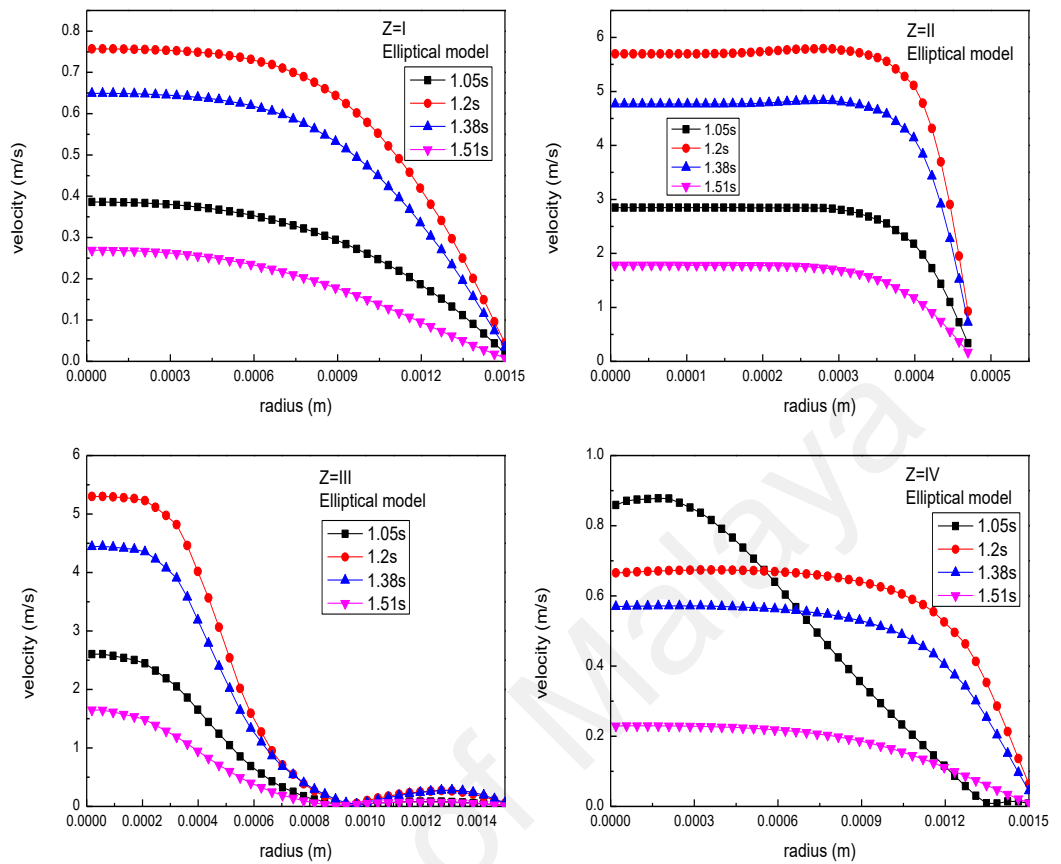 Z=I
Elliptical model
1.05s
1.2s
1.38s
1.51s
0.8
0.7
0.6
0.5
0.4
0.3
0.2
0.1
0.0
velocity (m/s)
0.0000 0.0003 0.0006 0.0009 0.0012 0.0015
radius (m)
Z=II
Elliptical model
1.05s
1.2s
1.38s
1.51s
6
5
4
3
2
1
0
velocity (m/s)
0.0000 0.0001 0.0002 0.0003 0.0004 0.0005
radius (m)
Z=III
Elliptical model
1.05s
1.2s
1.38s
1.51s
6
5
4
3
2
1
0
velocity (m/s)
0.0000 0.0002 0.0004 0.0006 0.0008 0.0010 0.0012 0.0014
radius (m)
Z=IV
Elliptical model
1.05s
1.2s
1.38s
1.51s
1.0
0.8
0.6
0.4
0.2
0.0
velocity (m/s)
0.0000 0.0003 0.0006 0.0009 0.0012 0.0015
radius (m)
of Malaya